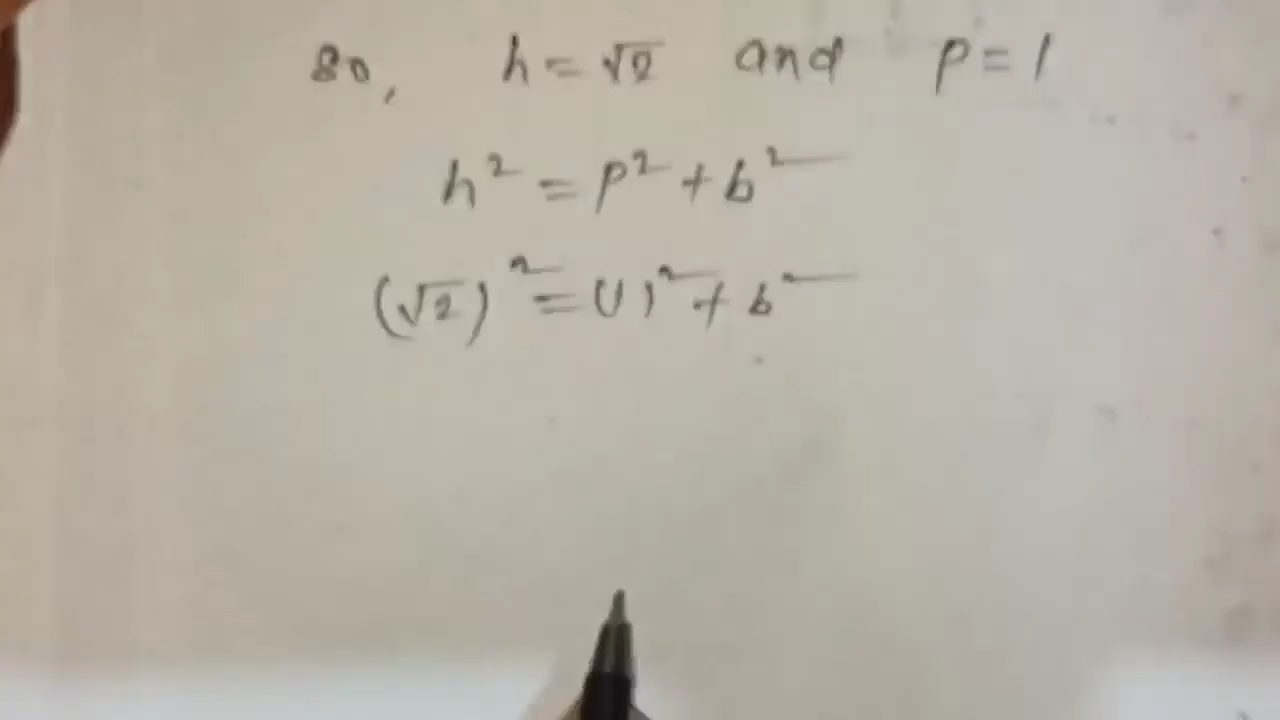 So, h = √2 and p = 1
h² = p² + b²
(√2)² = (1)² + b²